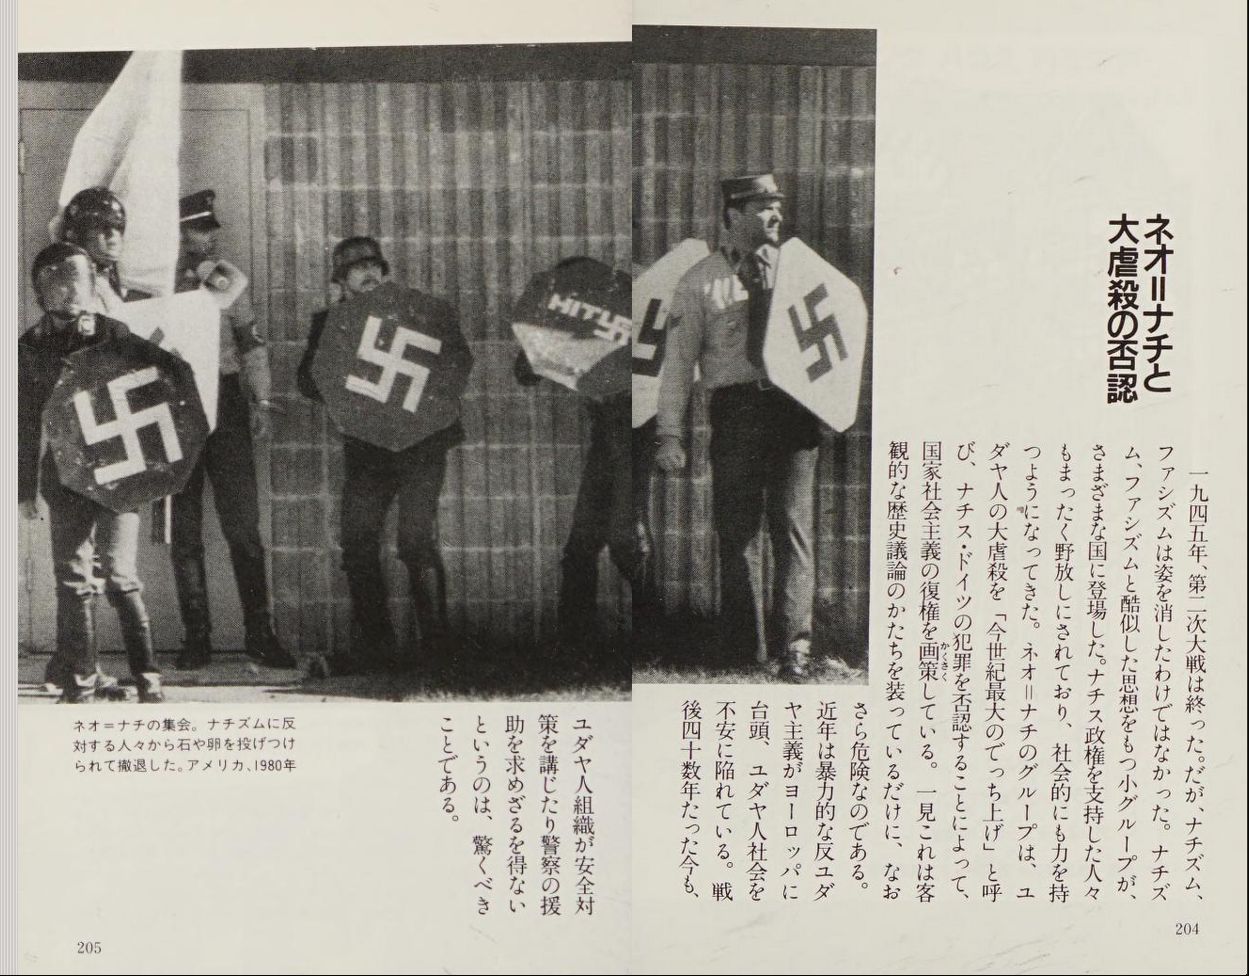 ネオ＝ナチと
大虐殺の否認
一九四五年、第二次大戦は終った。だが、ナチズム、
ファシズムは姿を消したわけではなかった。ナチズ
ム、ファシズムと酷似した思想をもつ小グループが、
さまざまな国に登場した。ナチス政権を支持した人々
もまったく野放しにされており、社会的にも力を持
つようになってきた。ネオ＝ナチのグループは、ユ
ダヤ人の大虐殺を「今世紀最大のでっち上げ」と呼
び、ナチス・ドイツの犯罪を否認することによって、
国家社会主義の復権を画策している。一見これは客
かくさく
観的な歴史議論のかたちを装っているだけに、なお
さら危険なのである。
近年は暴力的な反ユダ
ヤ主義がヨーロッパに
台頭、ユダヤ人社会を
不安に陥れている。戦
後四十数年たった今も、
204
HITS
ユダヤ人組織が安全対
策を講じたり警察の援
助を求めざるを得ない
というのは、驚くべき
ことである。
ネオ＝ナチの集会。ナチズムに反
対する人々から石や卵を投げつけ
られて撤退した。アメリカ、1980年
205